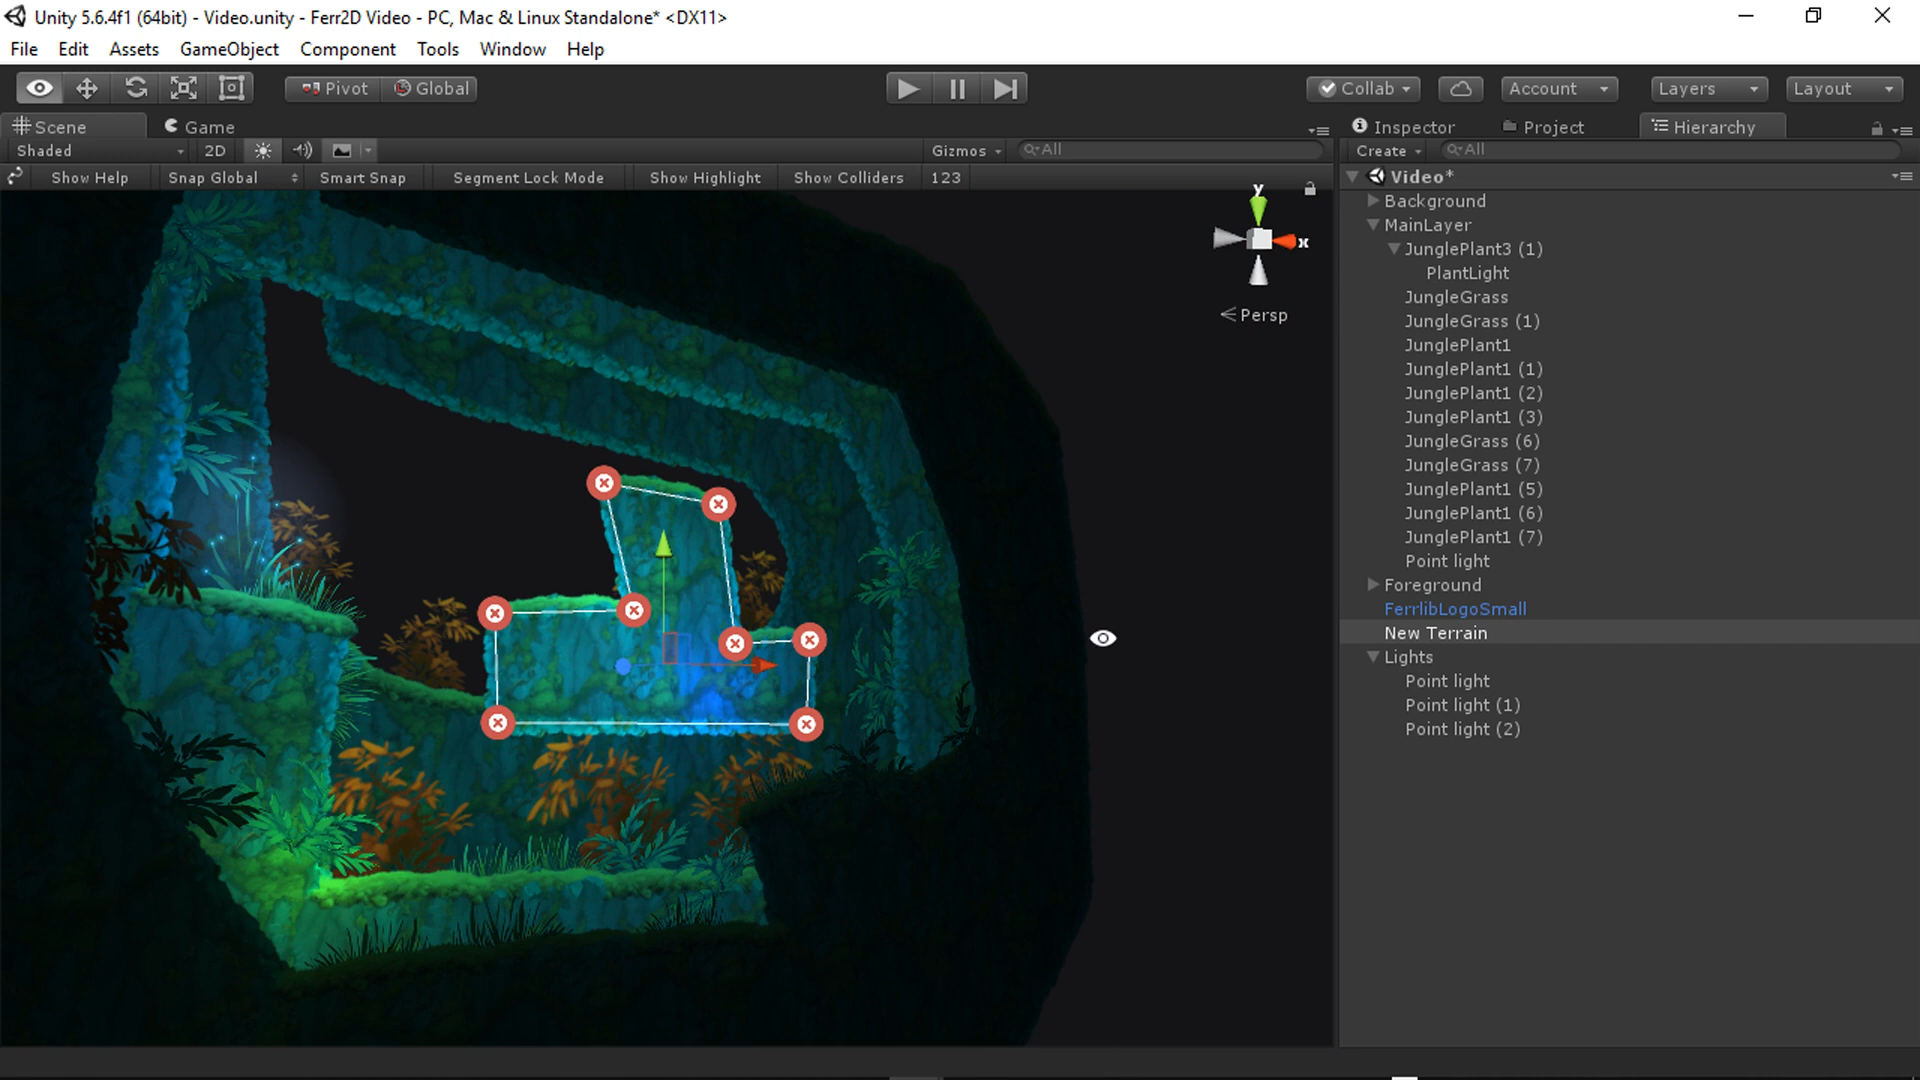 Unity 5.6.4f1 (64bit) - Video.unity - Ferr2D Video - PC, Mac & Linux Standalone* <DX11>
File Edit Assets GameObject Component Tools Window Help
Pivot Global Collab Account Layers Layout
Scene Game Inspector Project Hierarchy
Shaded 2D Gizmos All Create All
Show Help Snap Global Smart Snap Segment Lock Mode Show Highlight Show Colliders 123
y
x
Persp
Video*
Background
MainLayer
JunglePlant3 (1)
PlantLight
JungleGrass
JungleGrass (1)
JunglePlant1
JunglePlant1 (1)
JunglePlant1 (2)
JunglePlant1 (3)
JungleGrass (6)
JungleGrass (7)
JunglePlant1 (5)
JunglePlant1 (6)
JunglePlant1 (7)
Point light
Foreground
FerrlibLogoSmall
New Terrain
Lights
Point light
Point light (1)
Point light (2)